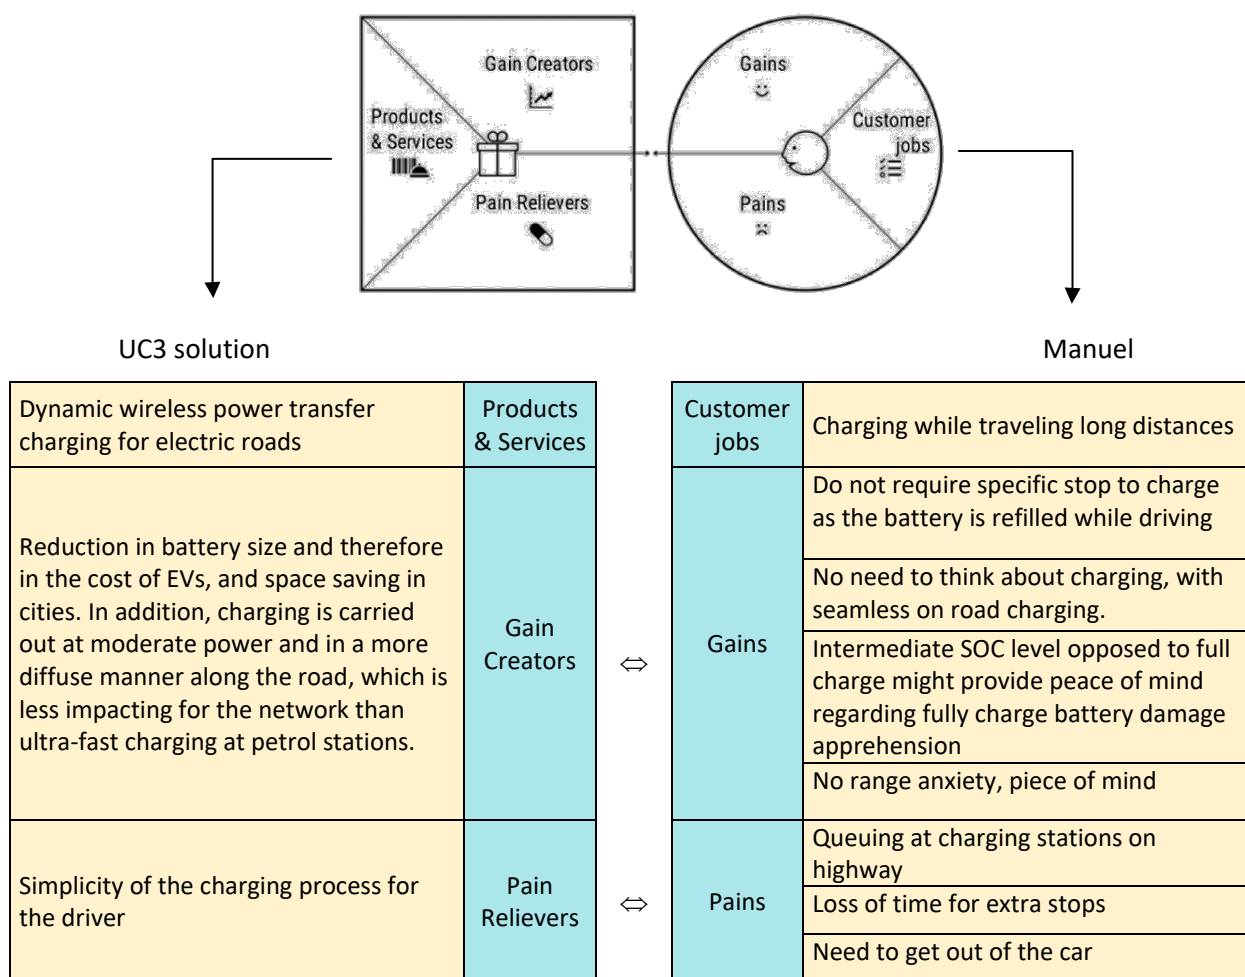 Gain Creators
Products
& Services
Pain Relievers
Gains
Customer
jobs
Pains
UC3 solution
Manuel
Dynamic wireless power transfer
charging for electric roads
Products
& Services
Reduction in battery size and therefore
in the cost of EVs, and space saving in
cities. In addition, charging is carried
out at moderate power and in a more
diffuse manner along the road, which is
less impacting for the network than
ultra-fast charging at petrol stations.
Gain
Creators
⇔
Simplicity of the charging process for
the driver
Pain
Relievers
⇔
Customer
jobs
Charging while traveling long distances
Gains
Do not require specific stop to charge
as the battery is refilled while driving
No need to think about charging, with
seamless on road charging.
Intermediate SOC level opposed to full
charge might provide peace of mind
regarding fully charge battery damage
apprehension
No range anxiety, piece of mind
Pains
Queuing at charging stations on
highway
Loss of time for extra stops
Need to get out of the car